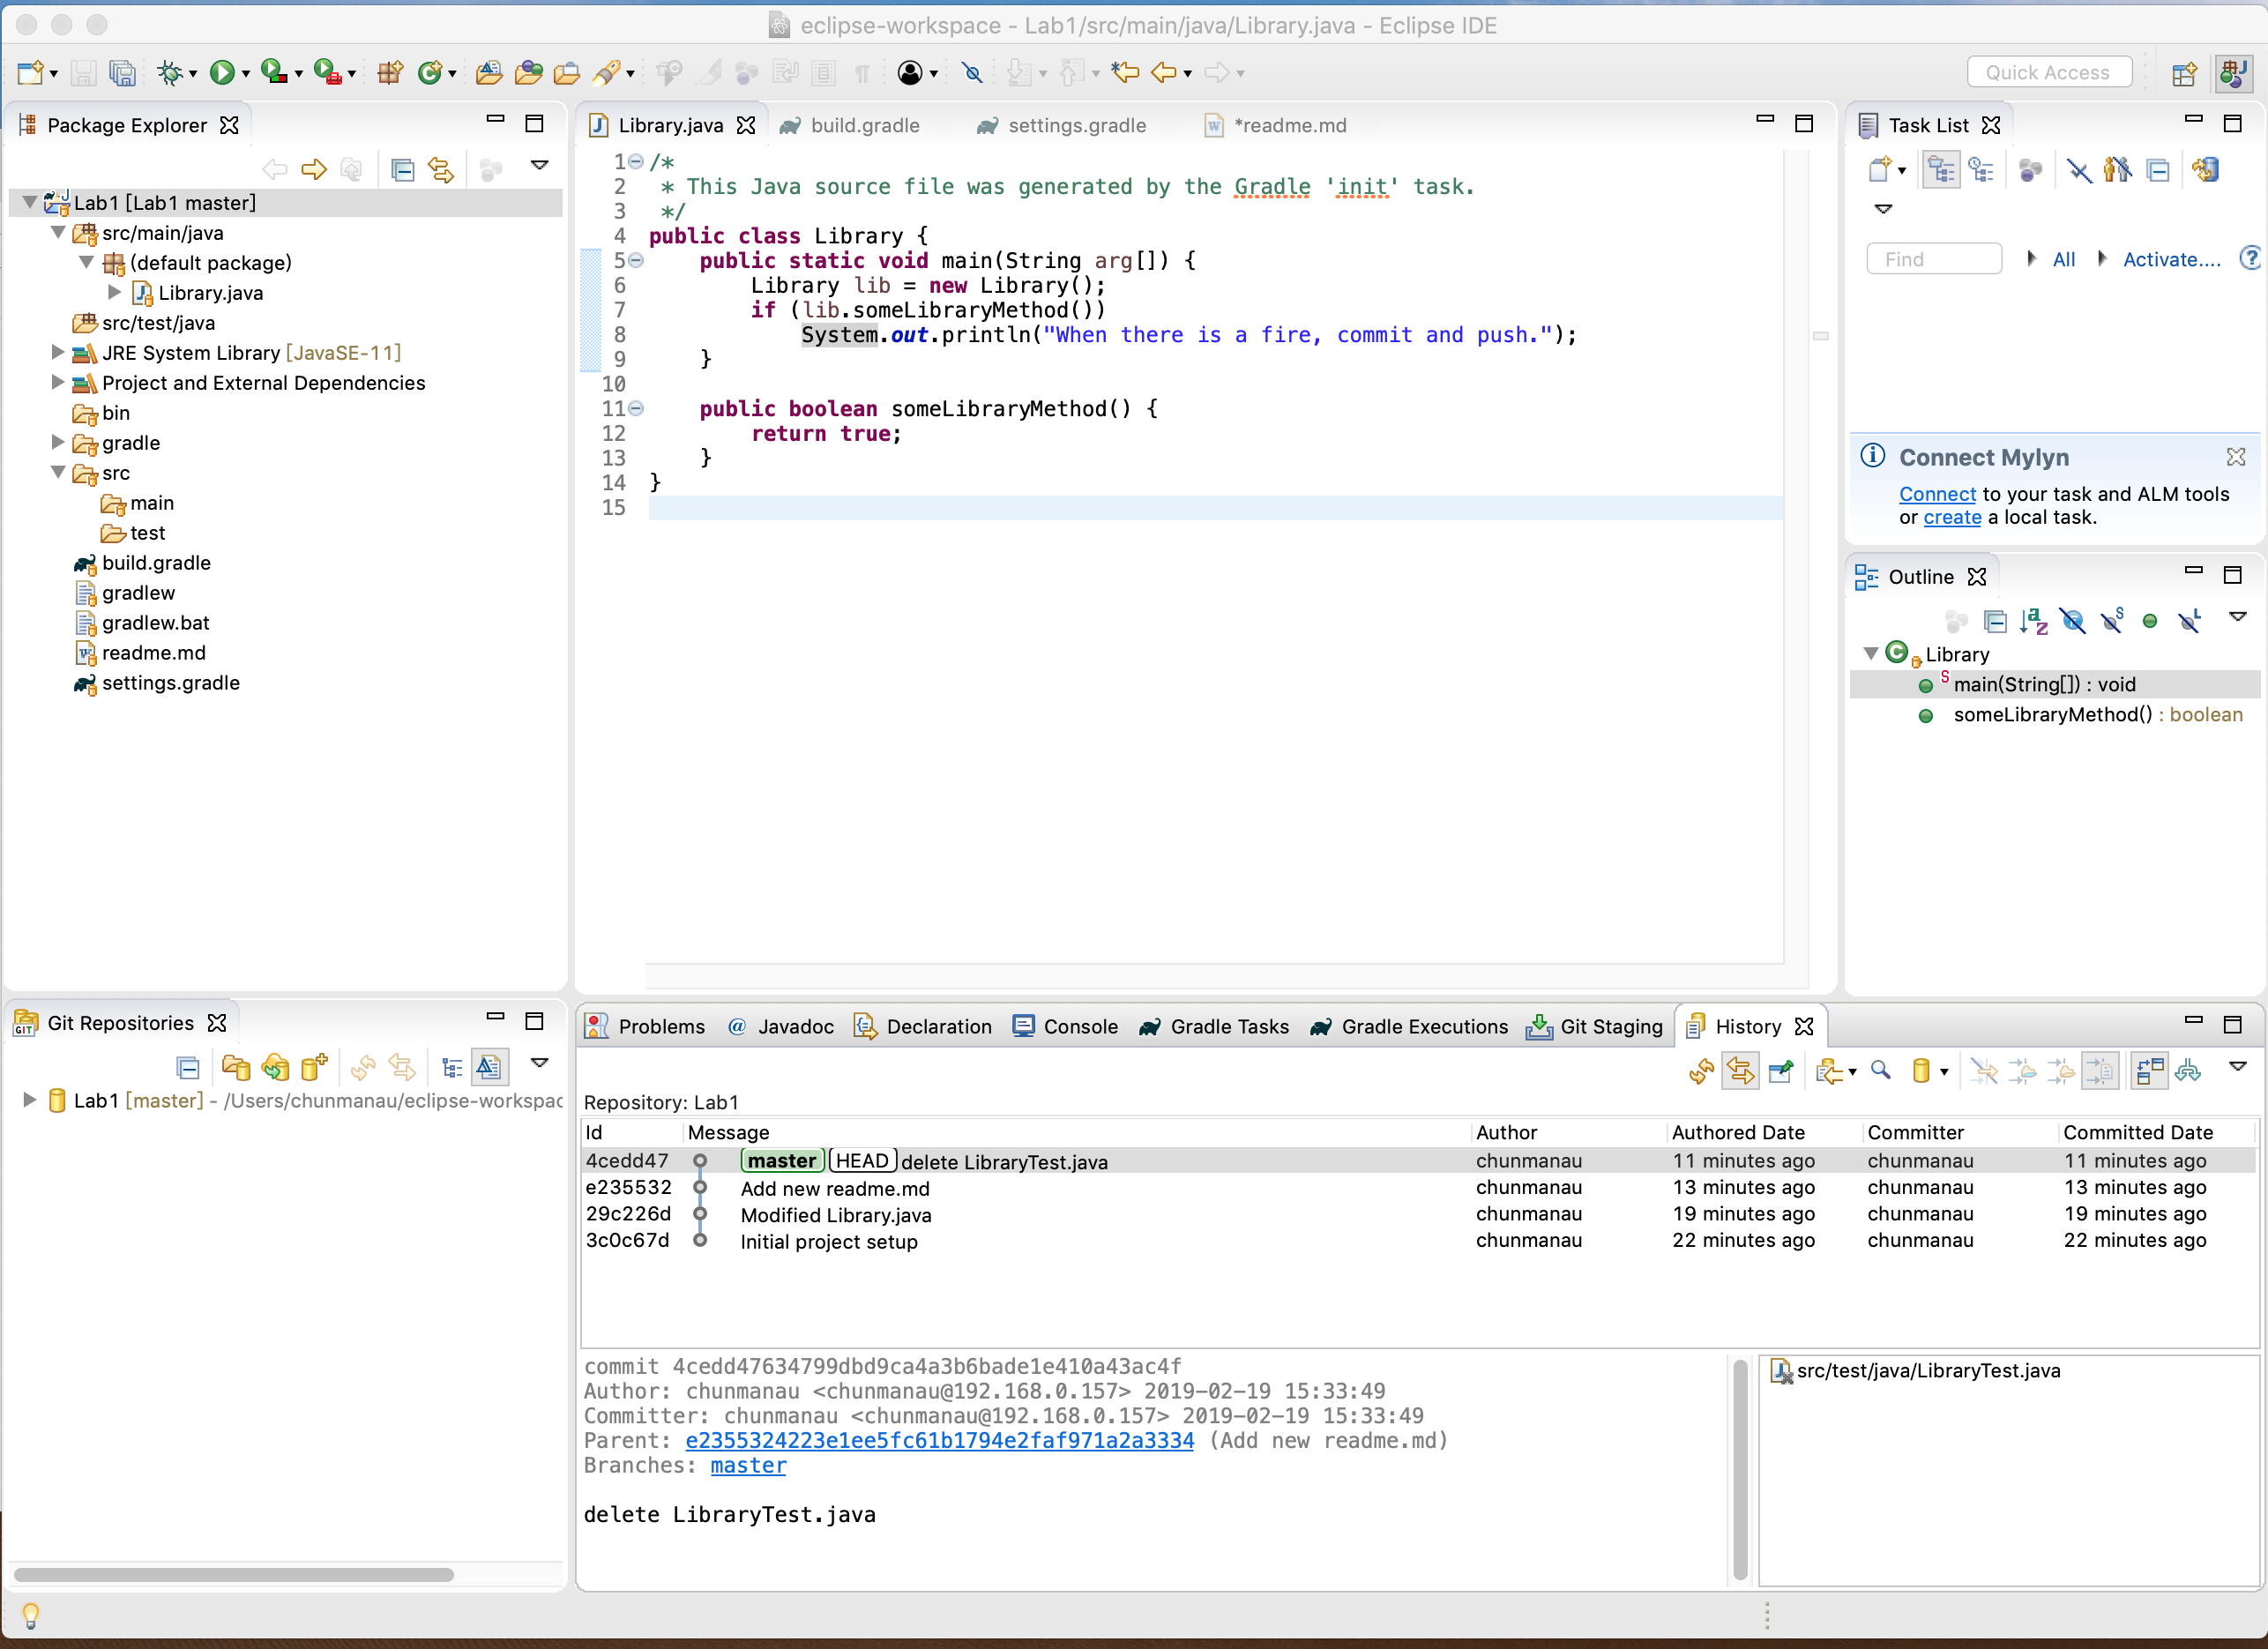 eclipse-workspace - Lab1/src/main/java/Library.java - Eclipse IDE
Quick Access
Package Explorer
Lab1 [Lab1 master]
src/main/java
(default package)
Library.java
src/test/java
JRE System Library [JavaSE-11]
Project and External Dependencies
bin
gradle
src
main
test
build.gradle
gradlew
gradlew.bat
readme.md
settings.gradle
Library.java
build.gradle
settings.gradle
*readme.md
1 /*
2 * This Java source file was generated by the Gradle 'init' task.
3 */
4 public class Library {
5 public static void main(String arg[]) {
6 Library lib = new Library();
7 if (lib.someLibraryMethod())
8 System.out.println("When there is a fire, commit and push.");
9 }
10
11 public boolean someLibraryMethod() {
12 return true;
13 }
14 }
15
Task List
Find
All
Activate....
Connect Mylyn
Connect to your task and ALM tools
or create a local task.
Outline
Library
main(String[]) : void
someLibraryMethod() : boolean
Git Repositories
Lab1 [master] - /Users/chunmanau/eclipse-workspac
Problems
Javadoc
Declaration
Console
Gradle Tasks
Gradle Executions
Git Staging
History
Repository: Lab1
Id Message Author Authored Date Committer Committed Date
4cedd47 master HEAD delete LibraryTest.java chunmanau 11 minutes ago chunmanau 11 minutes ago
e235532 Add new readme.md chunmanau 13 minutes ago chunmanau 13 minutes ago
29c226d Modified Library.java chunmanau 19 minutes ago chunmanau 19 minutes ago
3c0c67d Initial project setup chunmanau 22 minutes ago chunmanau 22 minutes ago
commit 4cedd47634799dbd9ca4a3b6bade1e410a43ac4f
Author: chunmanau <chunmanau@192.168.0.157> 2019-02-19 15:33:49
Committer: chunmanau <chunmanau@192.168.0.157> 2019-02-19 15:33:49
Parent: e2355324223e1ee5fc61b1794e2faf971a2a3334 (Add new readme.md)
Branches: master
delete LibraryTest.java
src/test/java/LibraryTest.java